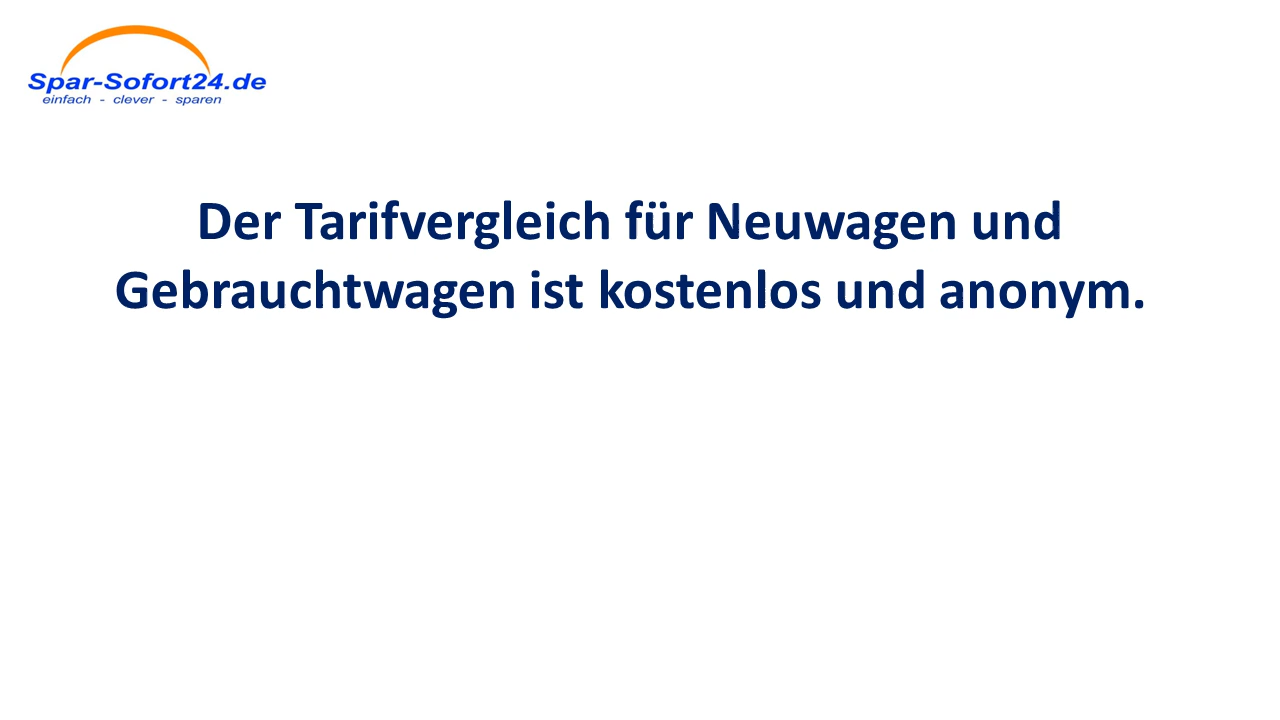 Spar-Sofort24.de
einfach - clever - sparen
Der Tarifvergleich für Neuwagen und
Gebrauchtwagen ist kostenlos und anonym.